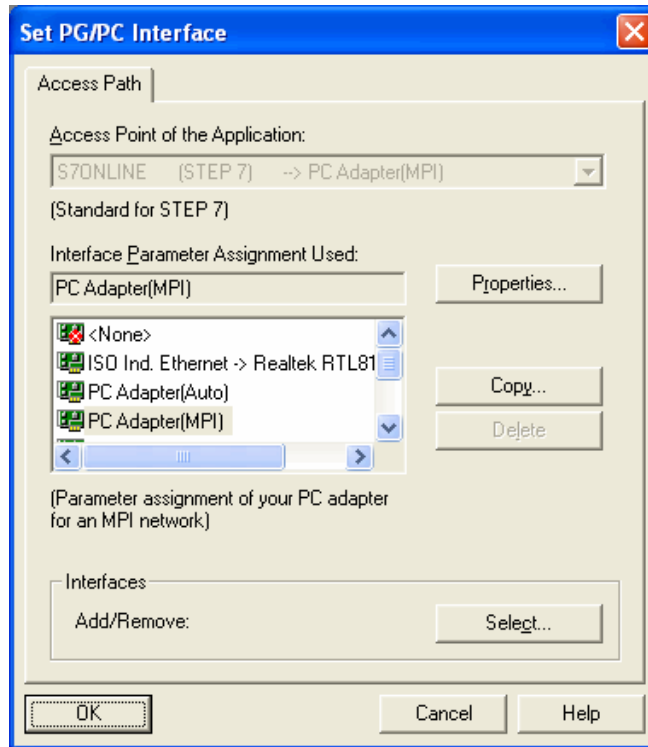 Set PG/PC Interface
Access Path
Access Point of the Application:
S7ONLINE (STEP 7) --> PC Adapter(MPI)
(Standard for STEP 7)
Interface Parameter Assignment Used:
PC Adapter(MPI)
Properties...
<None>
ISO Ind. Ethernet -> Realtek RTL81
PC Adapter(Auto)
PC Adapter(MPI)
Copy...
Delete
(Parameter assignment of your PC adapter
for an MPI network)
Interfaces
Add/Remove:
Select...
OK
Cancel
Help